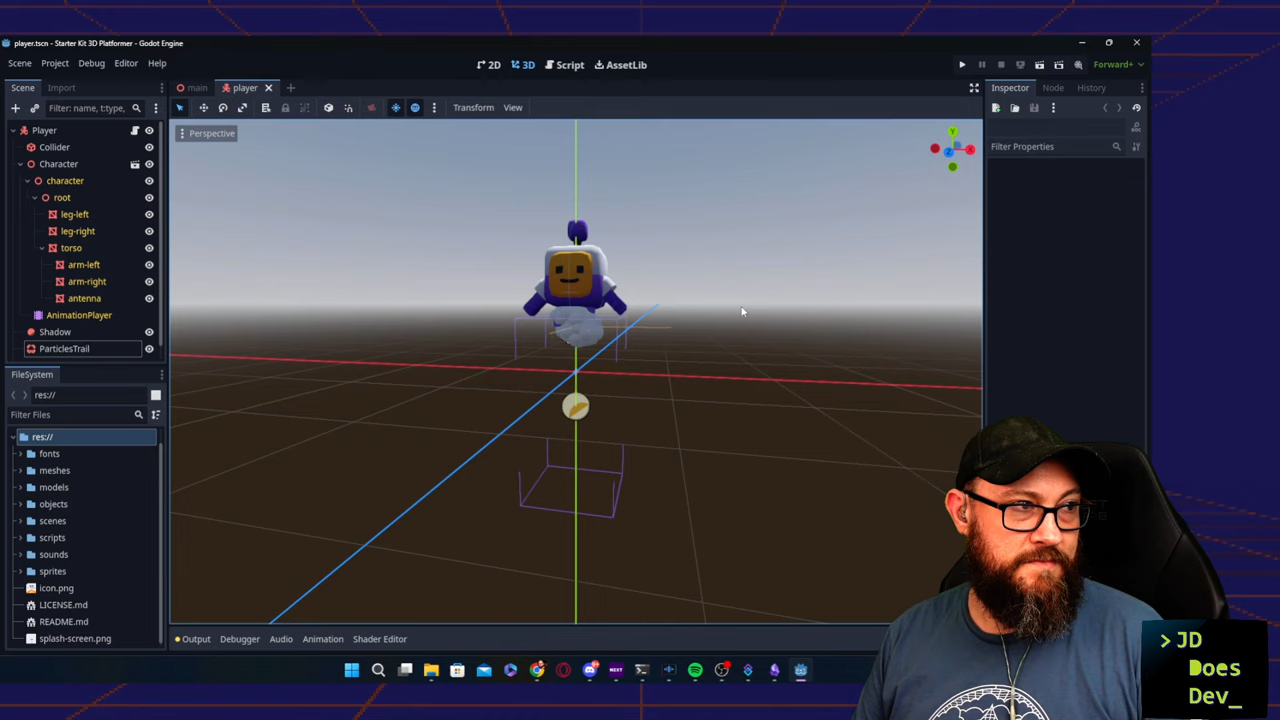 player.tscn - Starter Kit 3D Platformer - Godot Engine
Scene Project Debug Editor Help
2D 3D Script AssetLib
Forward+
Scene Import
main player
Inspector Node History
Filter: name, t:type,
Transform View
Player
Perspective
Y
X
Z
Filter Properties
Collider
Character
character
root
leg-left
leg-right
torso
arm-left
arm-right
antenna
AnimationPlayer
Shadow
ParticlesTrail
FileSystem
res://
Filter Files
res://
fonts
meshes
models
objects
scenes
scripts
sounds
sprites
icon.png
LICENSE.md
README.md
splash-screen.png
Output Debugger Audio Animation Shader Editor
NEXT
> JD
Does
Dev_